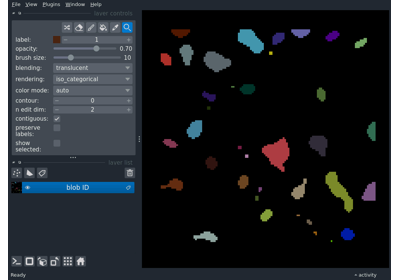 File View Plugins Window Help
layer controls
label: 1
opacity: 0.70
brush size: 10
blending: translucent
rendering: iso_categorical
color mode: auto
contour: 0
n edit dim: 2
contiguous:
preserve
labels:
show
selected:
layer list
blob ID
Ready
activity